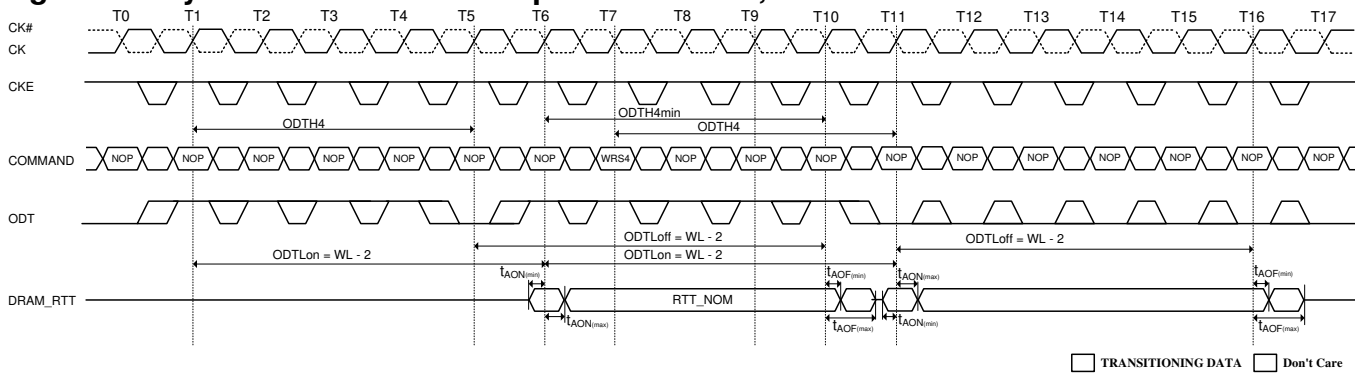 T0 T1 T2 T3 T4 T5 T6 T7 T8 T9 T10 T11 T12 T13 T14 T15 T16 T17
CK#
CK
CKE
ODTH4min
ODTH4 ODTH4
COMMAND NOP NOP NOP NOP NOP NOP NOP WRS4 NOP NOP NOP NOP NOP NOP NOP NOP NOP NOP
ODT
ODTLoff = WL - 2 ODTLoff = WL - 2
ODTLon = WL - 2 ODTLon = WL - 2
tAON(min) tAOF(min) tAON(max) tAOF(min)
DRAM_RTT RTT_NOM
tAON(max) tAOF(max) tAON(min) tAOF(max)
TRANSITIONING DATA Don't Care